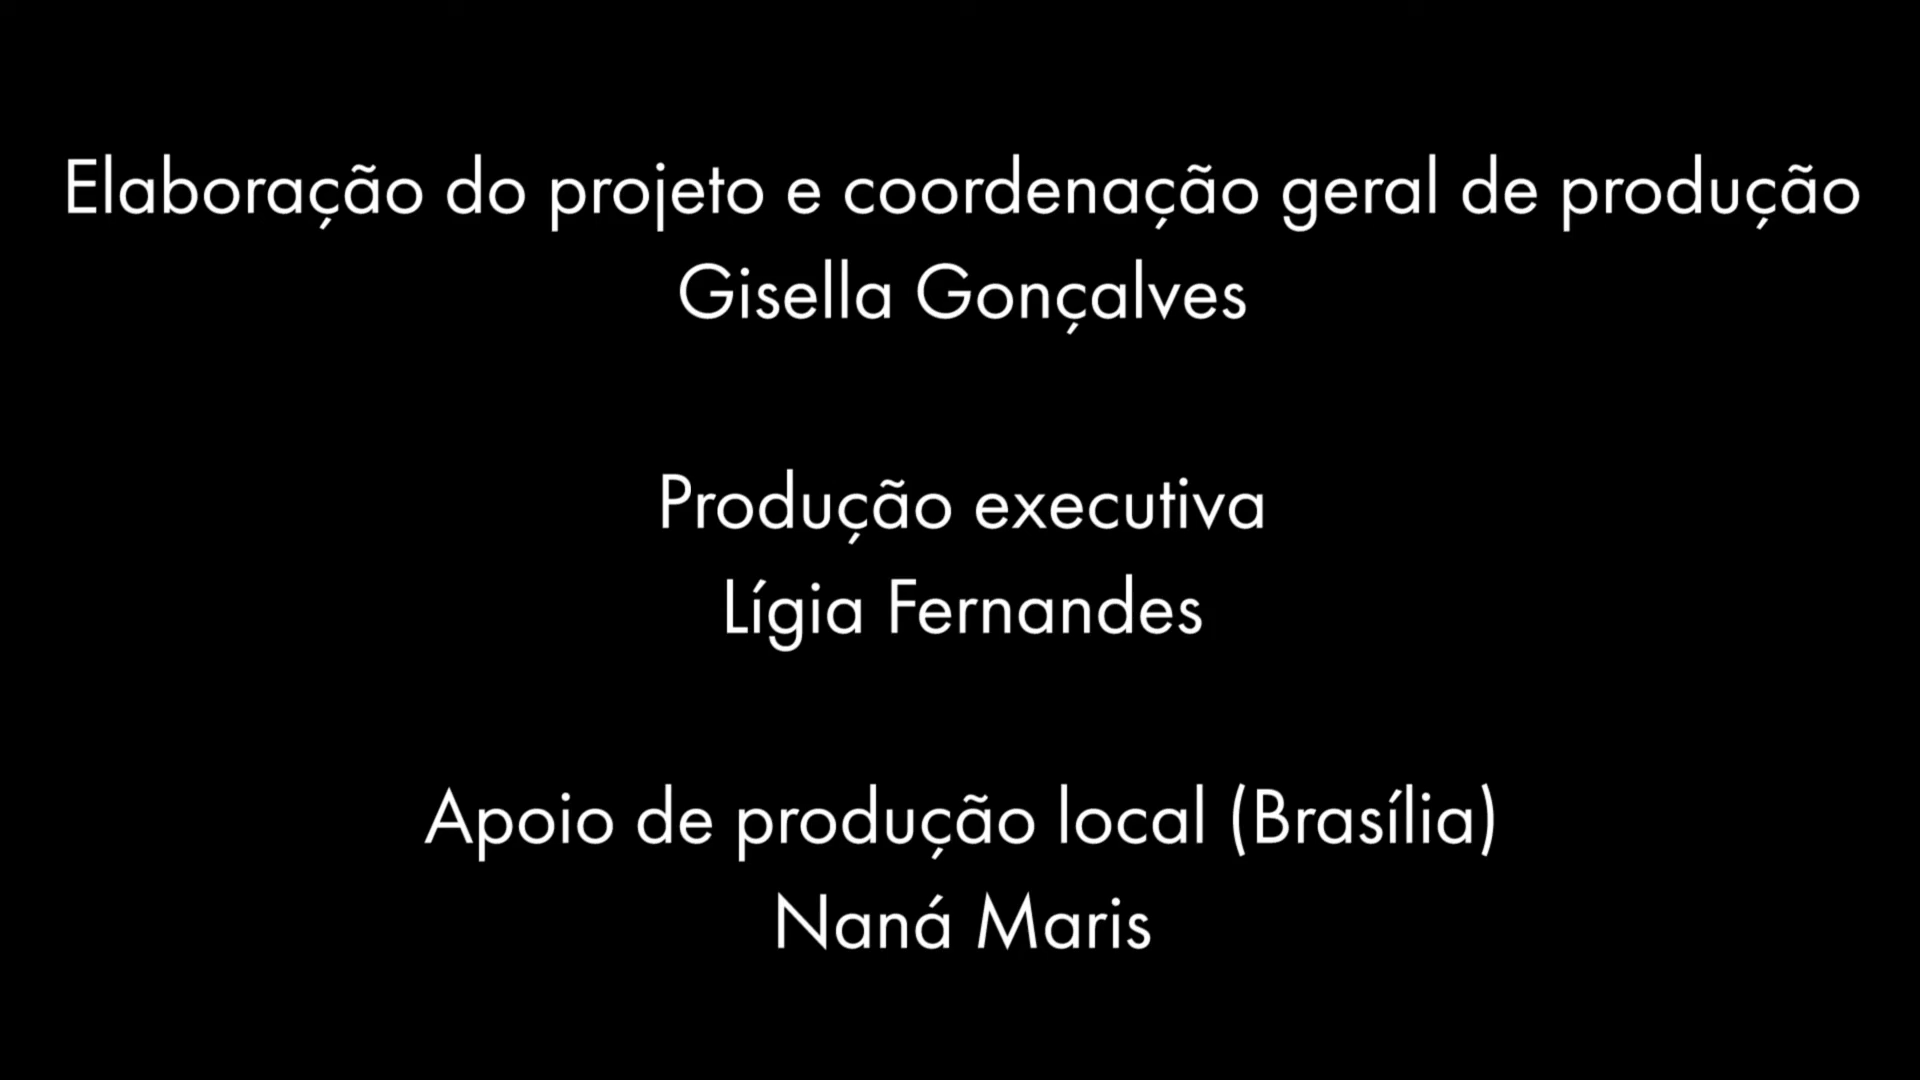 Elaboração do projeto e coordenação geral de produção
Gisella Gonçalves
Produção executiva
Lígia Fernandes
Apoio de produção local (Brasília)
Naná Maris